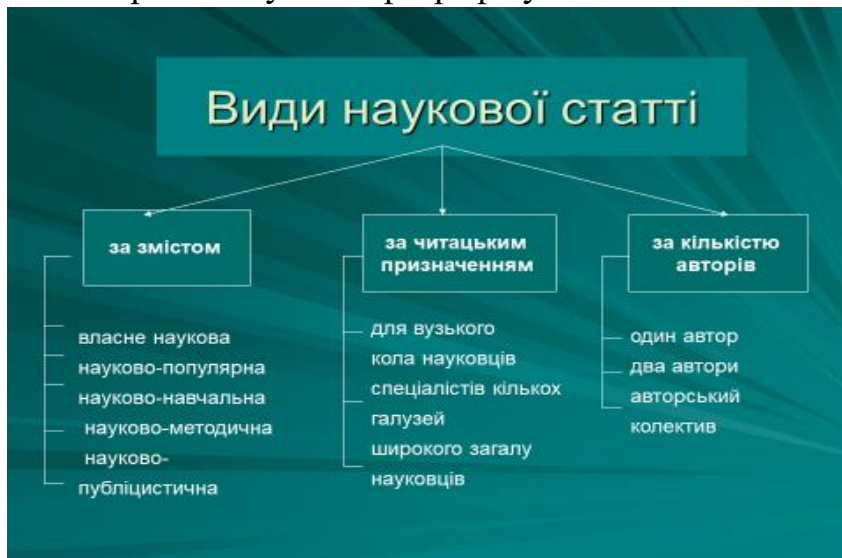 Види наукової статті
за змістом
власне наукова
науково-популярна
науково-навчальна
науково-методична
науково-
публіцистична
за читацьким
призначенням
для вузького
кола науковців
спеціалістів кількох
галузей
широкого загалу
науковців
за кількістю
авторів
один автор
два автори
авторський
колектив